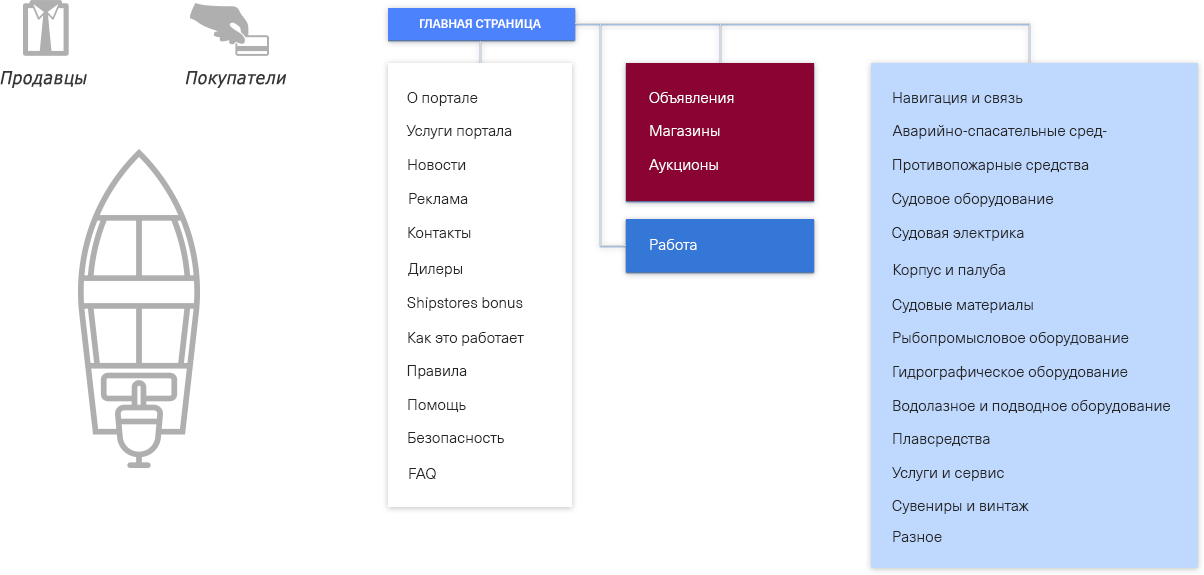 Продавцы
Покупатели
ГЛАВНАЯ СТРАНИЦА
О портале
Услуги портала
Новости
Реклама
Контакты
Дилеры
Shipstores bonus
Как это работает
Правила
Помощь
Безопасность
FAQ
Объявления
Магазины
Аукционы
Работа
Навигация и связь
Аварийно-спасательные сред-
Противопожарные средства
Судовое оборудование
Судовая электрика
Корпус и палуба
Судовые материалы
Рыбопромысловое оборудование
Гидрографическое оборудование
Водолазное и подводное оборудование
Плавсредства
Услуги и сервис
Сувениры и винтаж
Разное